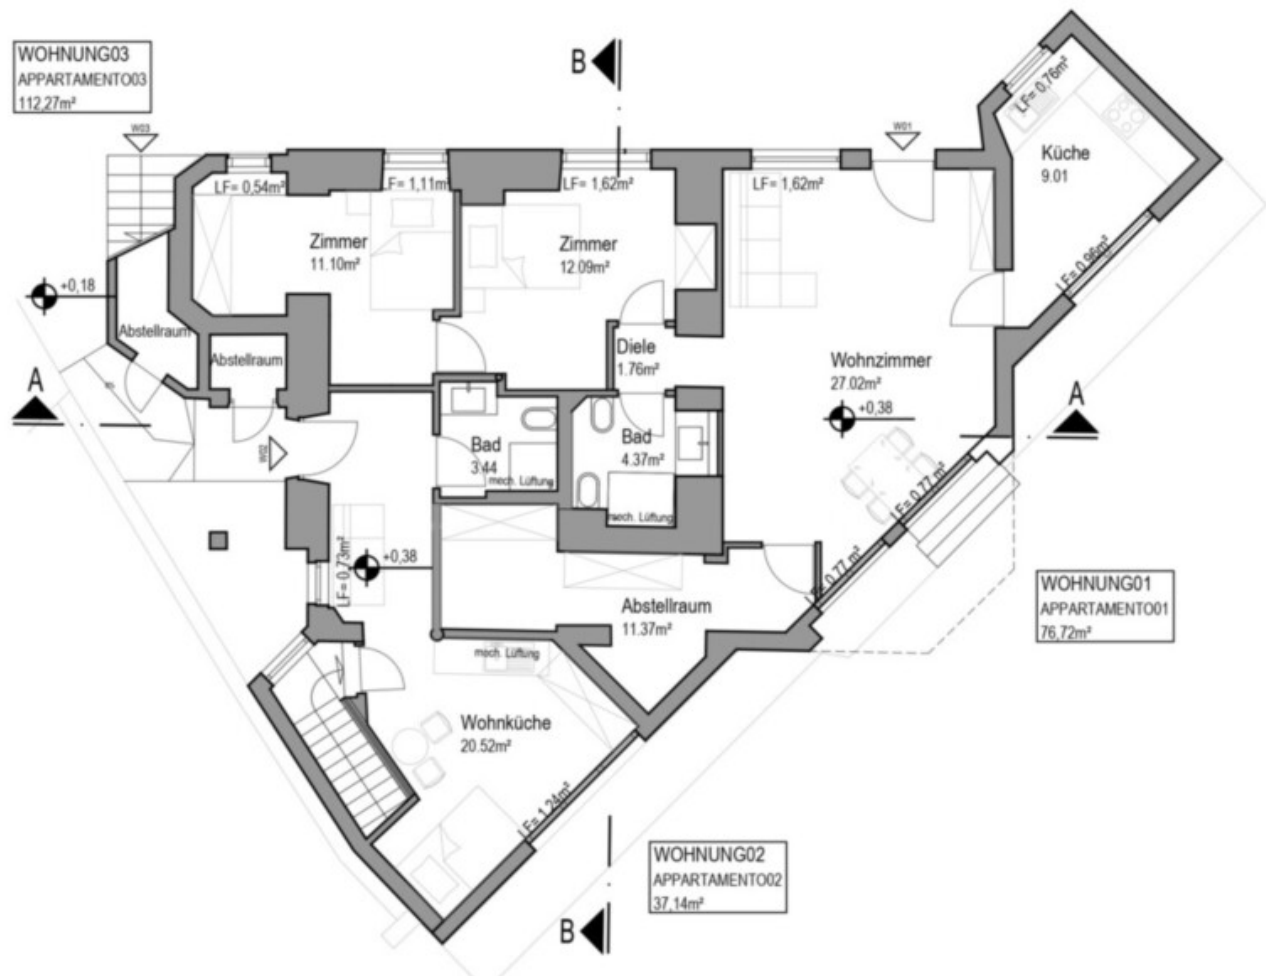 WOHNUNG03
APPARTAMENTO03
112,27m²
B
W03
W01
LF= 0,76m²
Küche
9.01
LF= 0,54m²
LF= 1,11m²
LF= 1,62m²
LF= 1,62m²
Zimmer
11.10m²
Zimmer
12.09m²
LF= 0,96m²
+0,18
Abstellraum
Abstellraum
Diele
1.76m²
Wohnzimmer
27.02m²
A
A
+0,38
W02
Bad
3.44
mech. Lüftung
Bad
4.37m²
mech. Lüftung
LF= 0,77 m²
LF= 0,77 m²
LF= 0,73m²
+0,38
Abstellraum
11.37m²
WOHNUNG01
APPARTAMENTO01
76,72m²
mech. Lüftung
Wohnküche
20.52m²
LF= 1,24m²
WOHNUNG02
APPARTAMENTO02
37,14m²
B